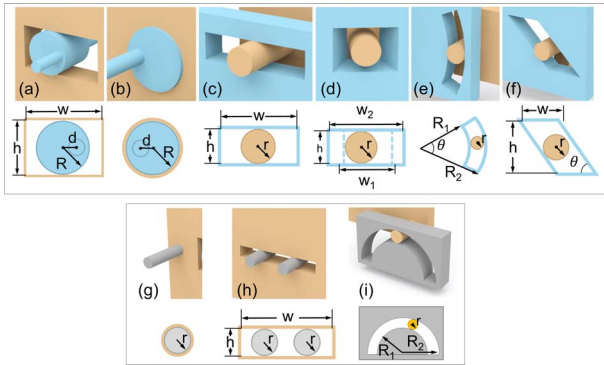 (a) (b) (c) (d) (e) (f)
w w w₂ w
h d R d R h r h r R₁ θ r R₂ h r θ
w₁
(g) (h) (i)
w
r h r r R₁ R₂ r